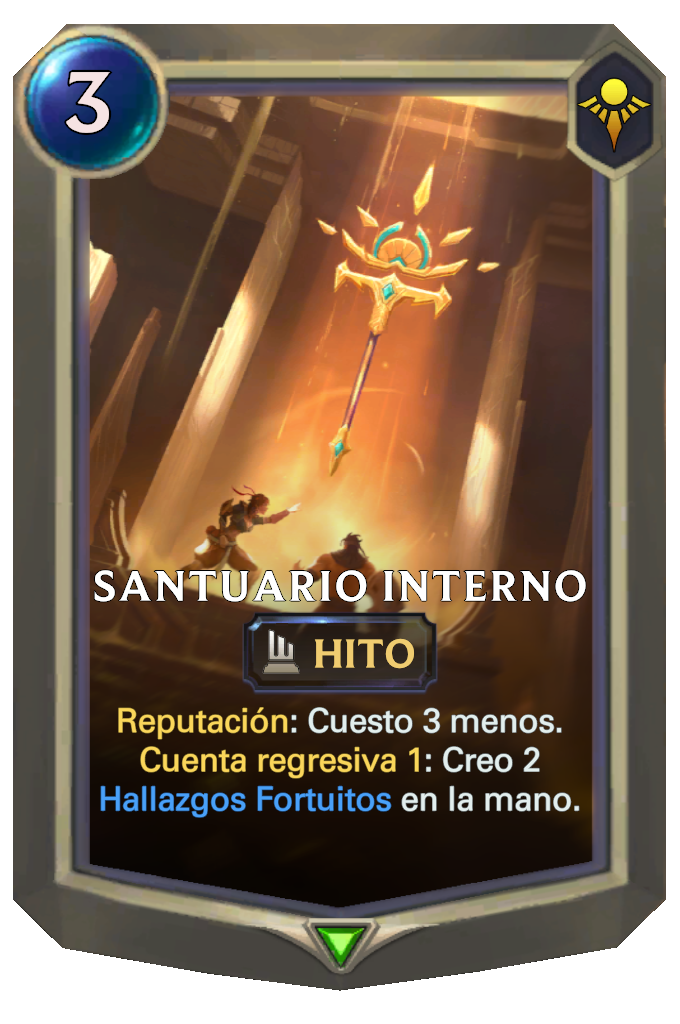 3
SANTUARIO INTERNO
HITO
Reputación: Cuesto 3 menos.
Cuenta regresiva 1: Creo 2
Hallazgos Fortuitos en la mano.